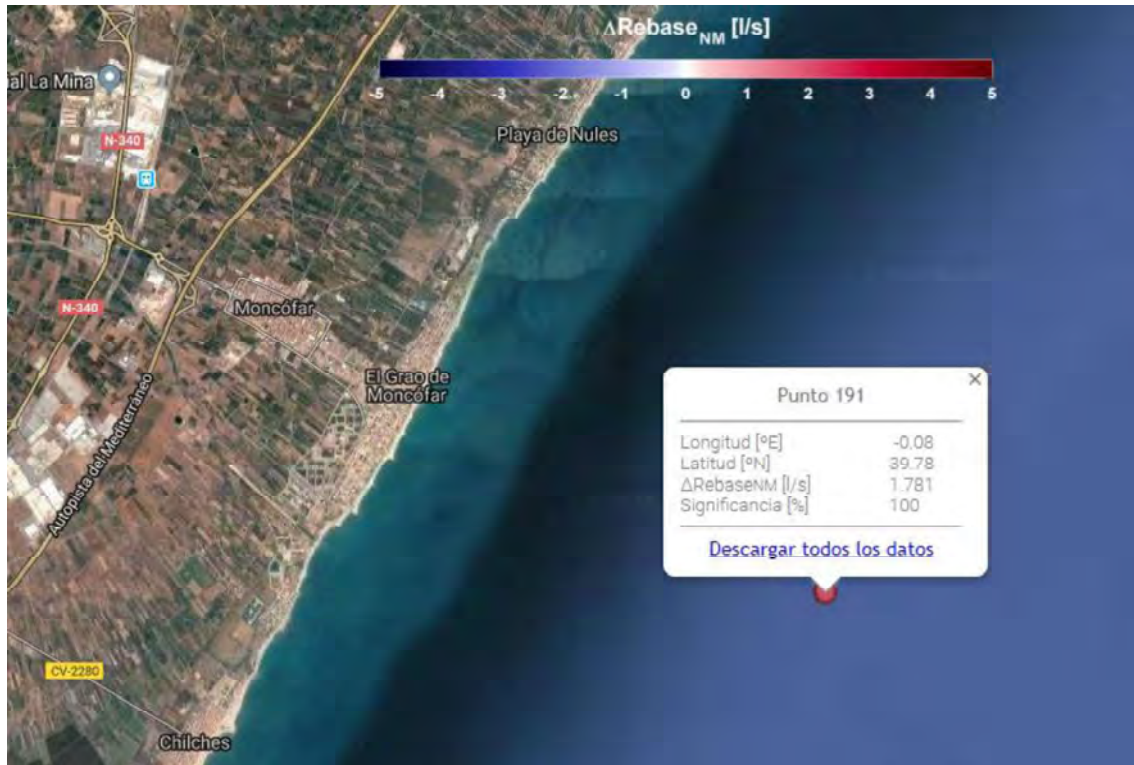 ΔRebase_NM [l/s]
-5 -4 -3 -2 -1 0 1 2 3 4 5
ial La Mina
N-340
Playa de Nules
N-340
Moncófar
El Grao de
Moncófar
Autopista del Mediterráneo
Punto 191
Longitud [ºE] -0.08
Latitud [ºN] 39.78
ΔRebaseNM [l/s] 1.781
Significancia [%] 100
Descargar todos los datos
CV-2280
Chilches